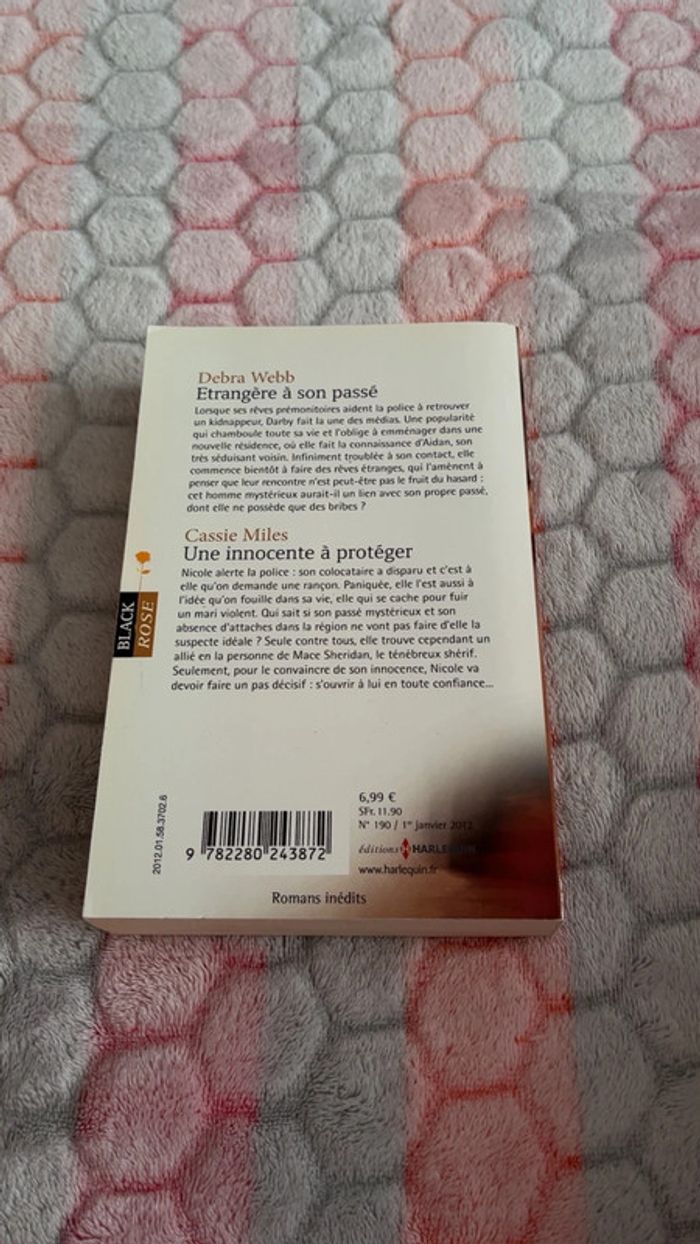 Debra Webb
Etrangère à son passé
Lorsque ses rêves prémonitoires aident la police à retrouver
un kidnappeur, Darby fait la une des médias. Une popularité
qui chamboule toute sa vie et l'oblige à emménager dans une
nouvelle résidence, où elle fait la connaissance d'Aidan, son
très séduisant voisin. Infiniment troublée à son contact, elle
commence bientôt à faire des rêves étranges, qui l'amènent à
penser que leur rencontre n'est peut-être pas le fruit du hasard :
cet homme mystérieux aurait-il un lien avec son propre passé,
dont elle ne possède que des bribes ?
Cassie Miles
Une innocente à protéger
Nicole alerte la police : son colocataire a disparu et c'est à
elle qu'on demande une rançon. Paniquée, elle l'est aussi à
l'idée qu'on fouille dans sa vie, elle qui se cache pour fuir
un mari violent. Qui sait si son passé mystérieux et son
absence d'attaches dans la région ne vont pas faire d'elle la
suspecte idéale ? Seule contre tous, elle trouve cependant un
allié en la personne de Mace Sheridan, le ténébreux shérif.
Seulement, pour le convaincre de son innocence, Nicole va
devoir faire un pas décisif : s'ouvrir à lui en toute confiance...
BLACK
ROSE
2012.01.58.3702.6
9 782280 243872
6,99 €
SFr. 11.90
N° 190 / 1er janvier 2012
éditions HARLEQUIN
www.harlequin.fr
Romans inédits